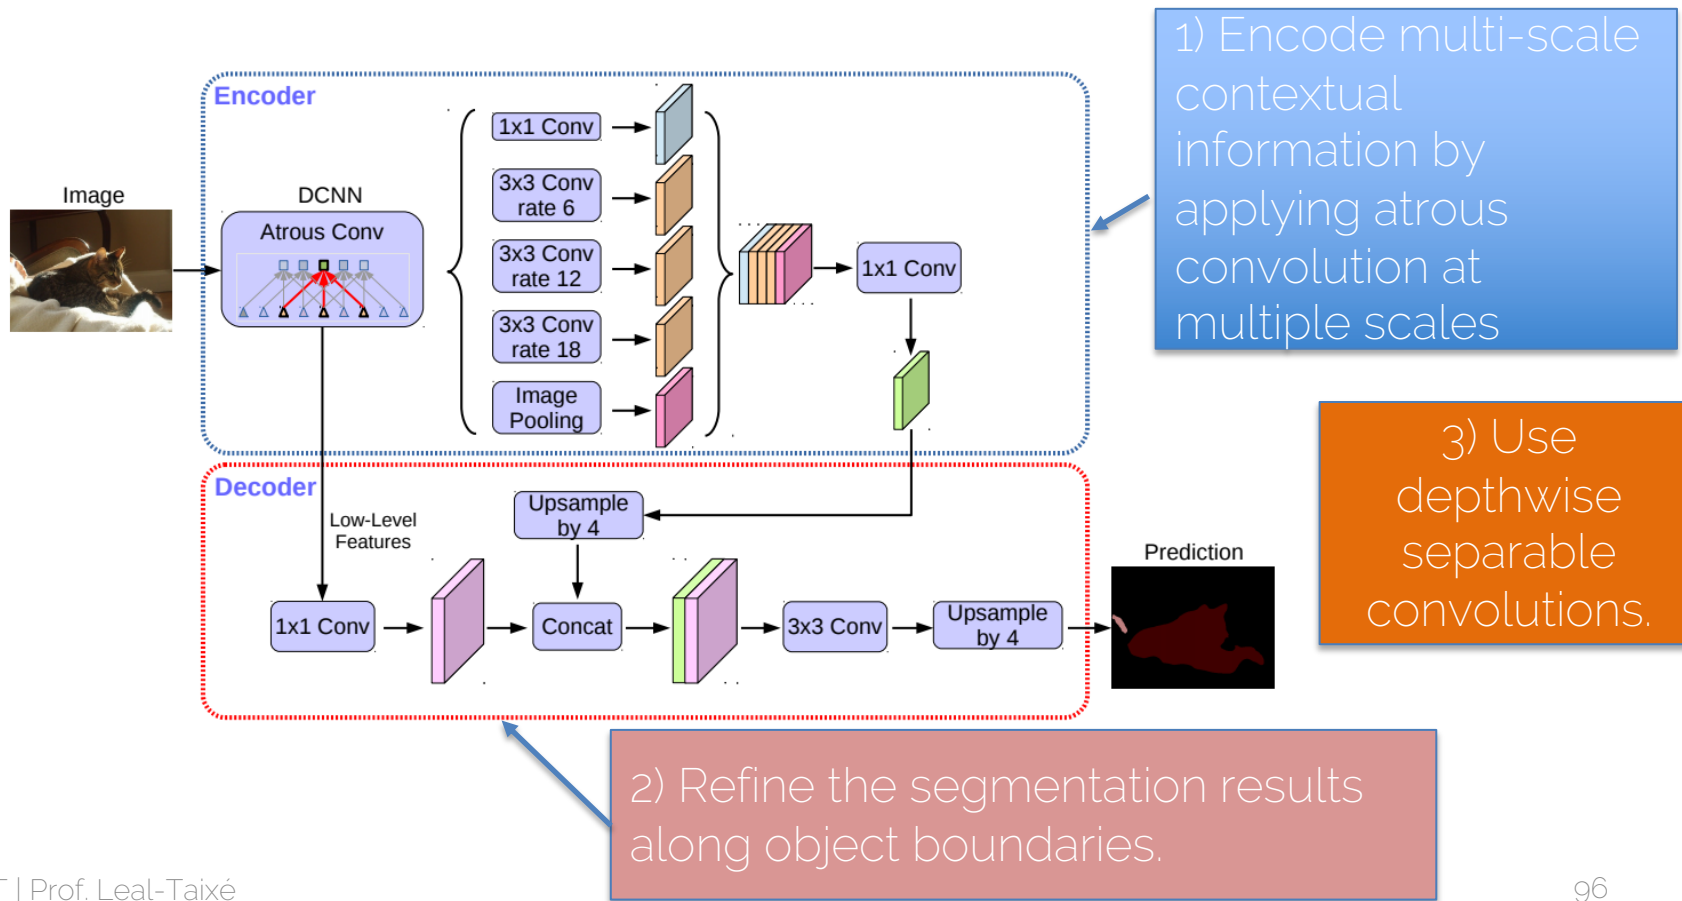 1) Encode multi-scale
contextual
information by
applying atrous
convolution at
multiple scales
Encoder
Image
DCNN
Atrous Conv
1x1 Conv
3x3 Conv
rate 6
3x3 Conv
rate 12
3x3 Conv
rate 18
Image
Pooling
1x1 Conv
3) Use
depthwise
separable
convolutions.
Decoder
Low-Level
Features
Upsample
by 4
1x1 Conv
Concat
3x3 Conv
Upsample
by 4
Prediction
2) Refine the segmentation results
along object boundaries.
| Prof. Leal-Taixé
96